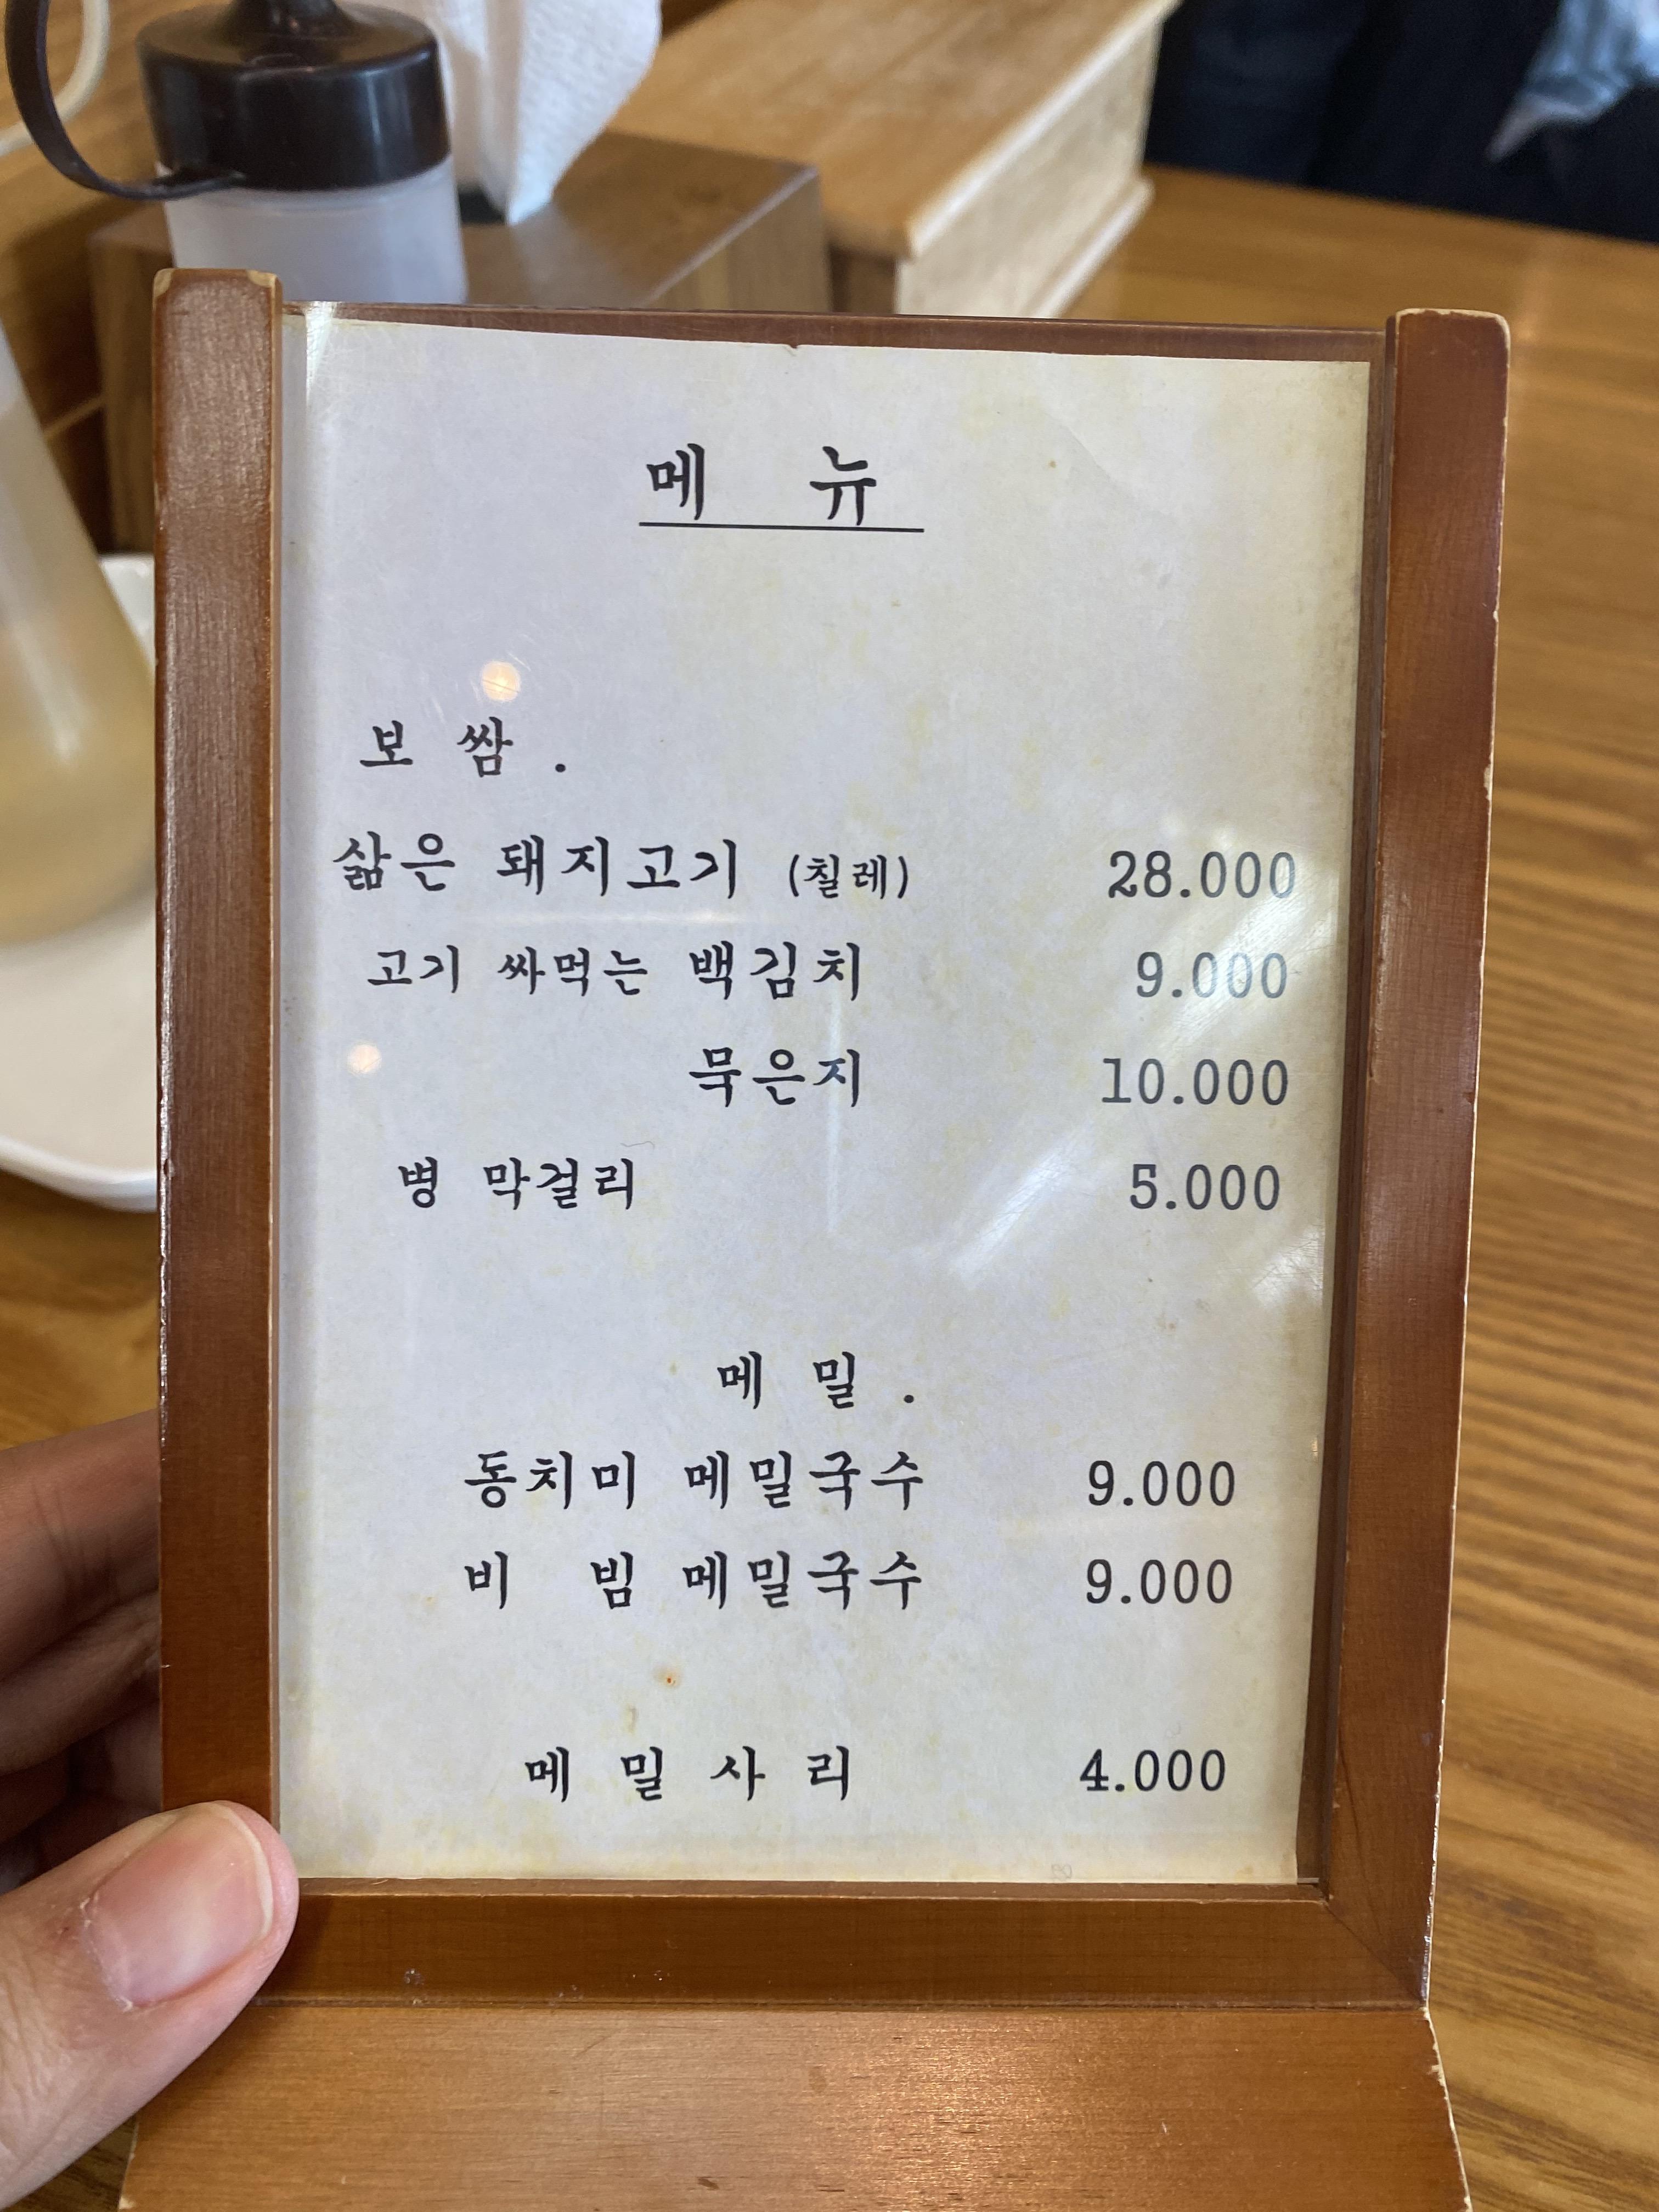 메 뉴
보 쌈 .
삶은 돼지고기 (칠레) 28.000
고기 싸먹는 백김치 9.000
묵은지 10.000
병 막걸리 5.000
메 밀 .
동치미 메밀국수 9.000
비 빔 메밀국수 9.000
메 밀 사 리 4.000